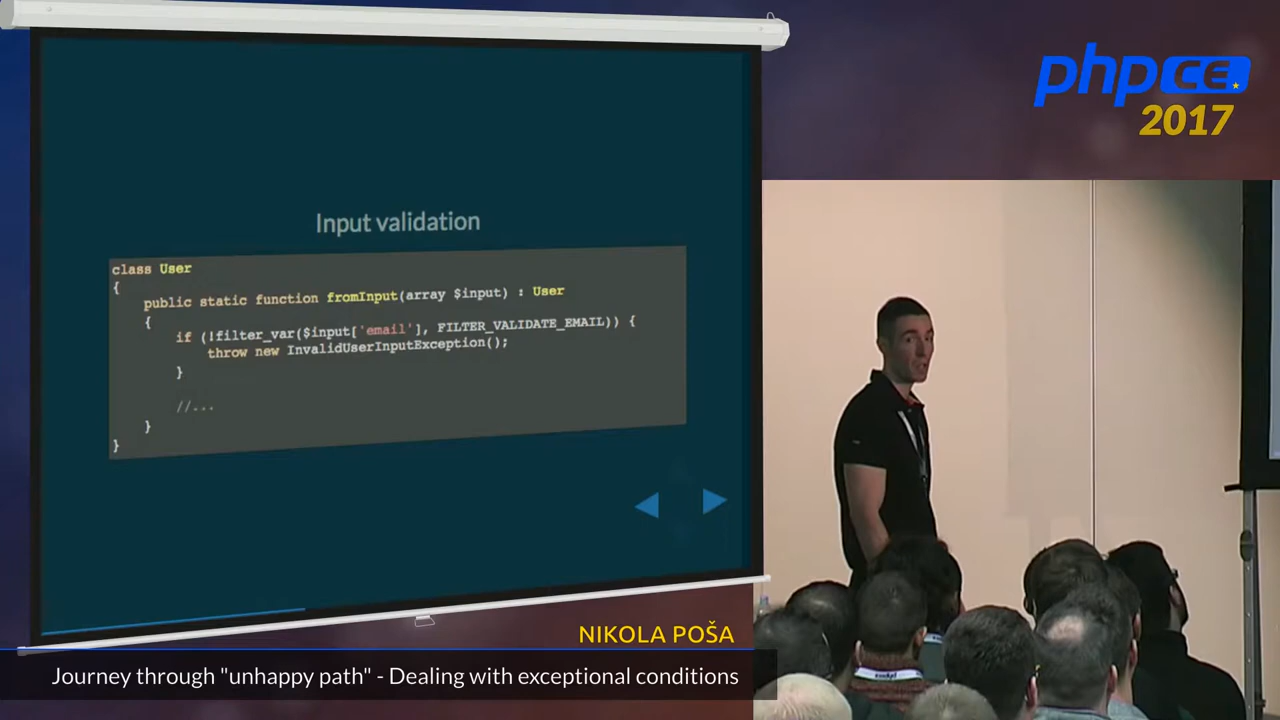 phpCE
2017
Input validation
class User
{
public static function fromInput(array $input) : User
{
if (!filter_var($input['email'], FILTER_VALIDATE_EMAIL)) {
throw new InvalidUserInputException();
}
//...
}
}
NIKOLA POŠA
Journey through "unhappy path" - Dealing with exceptional conditions